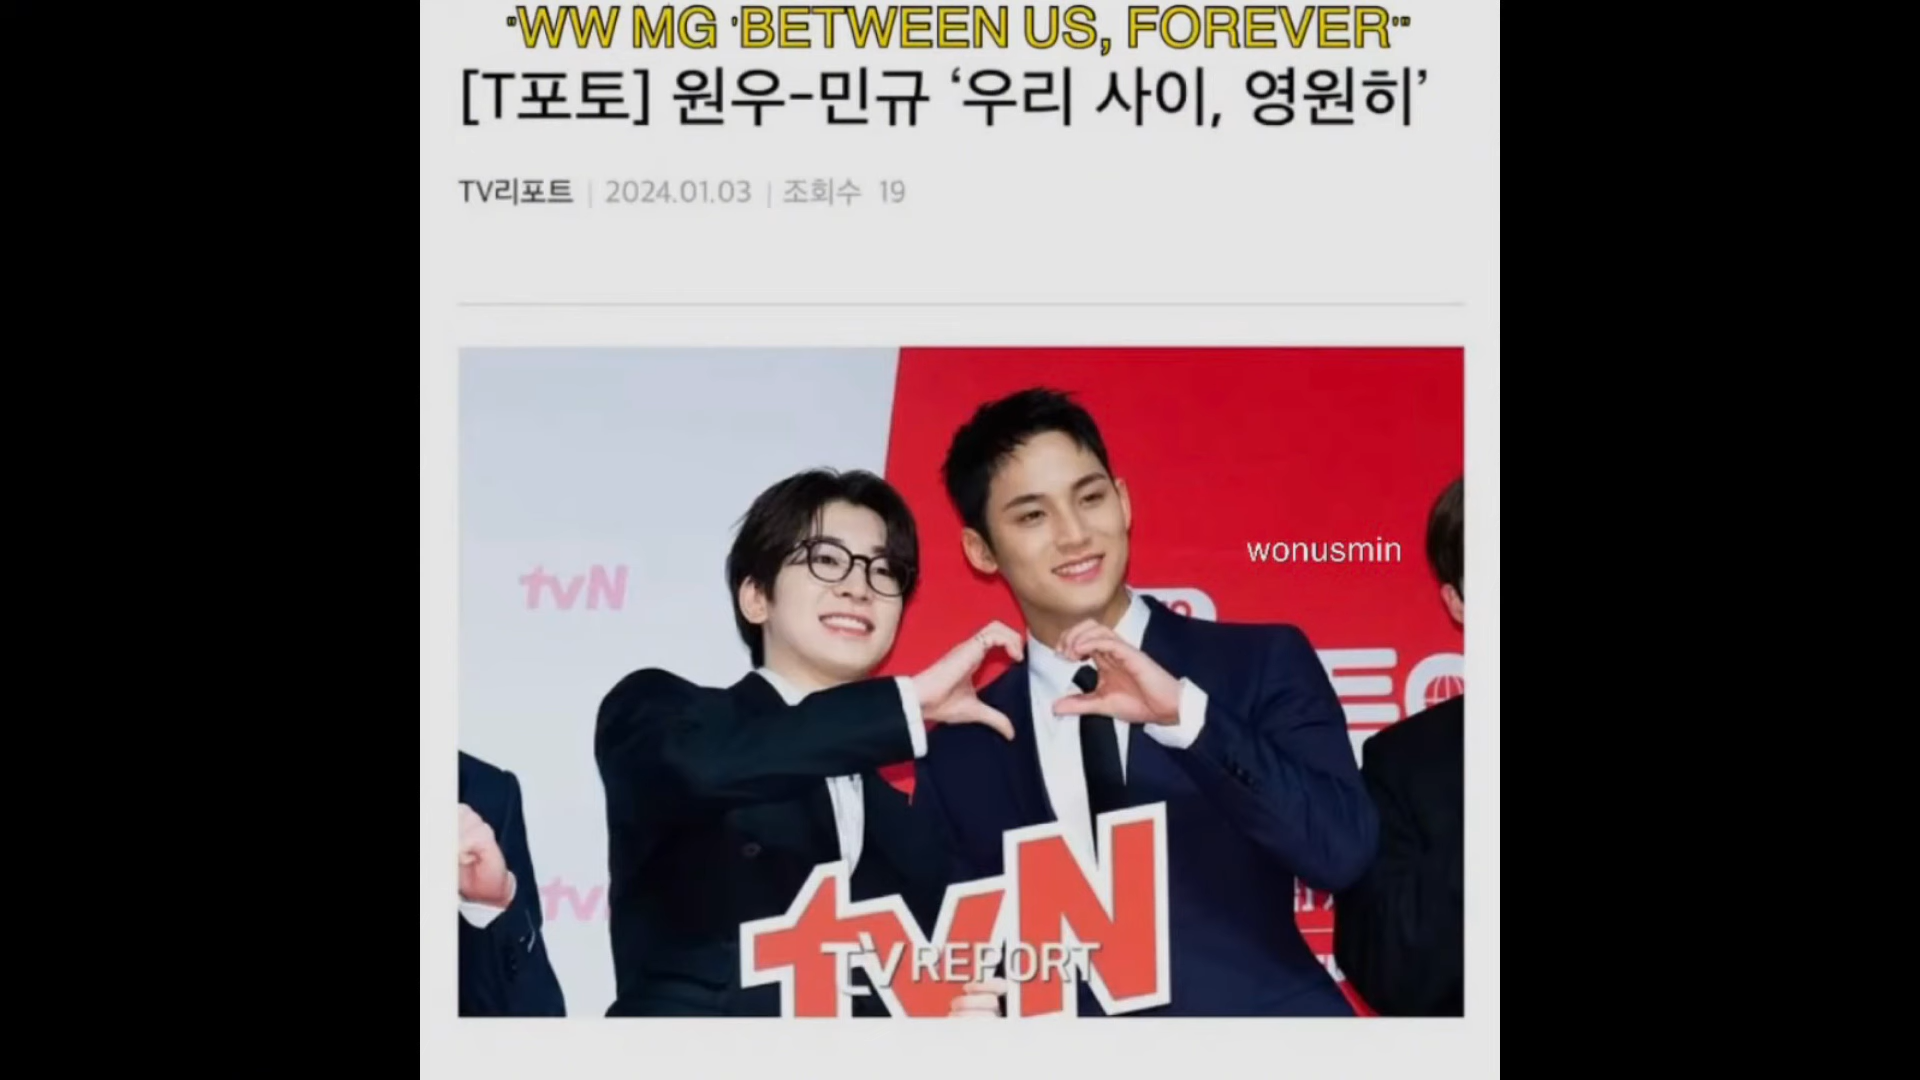 "WW MG 'BETWEEN US, FOREVER'"
[T포토] 원우-민규 ‘우리 사이, 영원히’
TV리포트 | 2024.01.03 | 조회수 19
tvN
wonusmin
tvN
tvN
TV REPORT